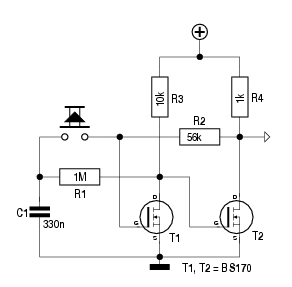 10k R3
1k R4
R2
56k
1M
R1
C1
330n
D
G
S
T1
D
G
S
T2
T1, T2 = BS170